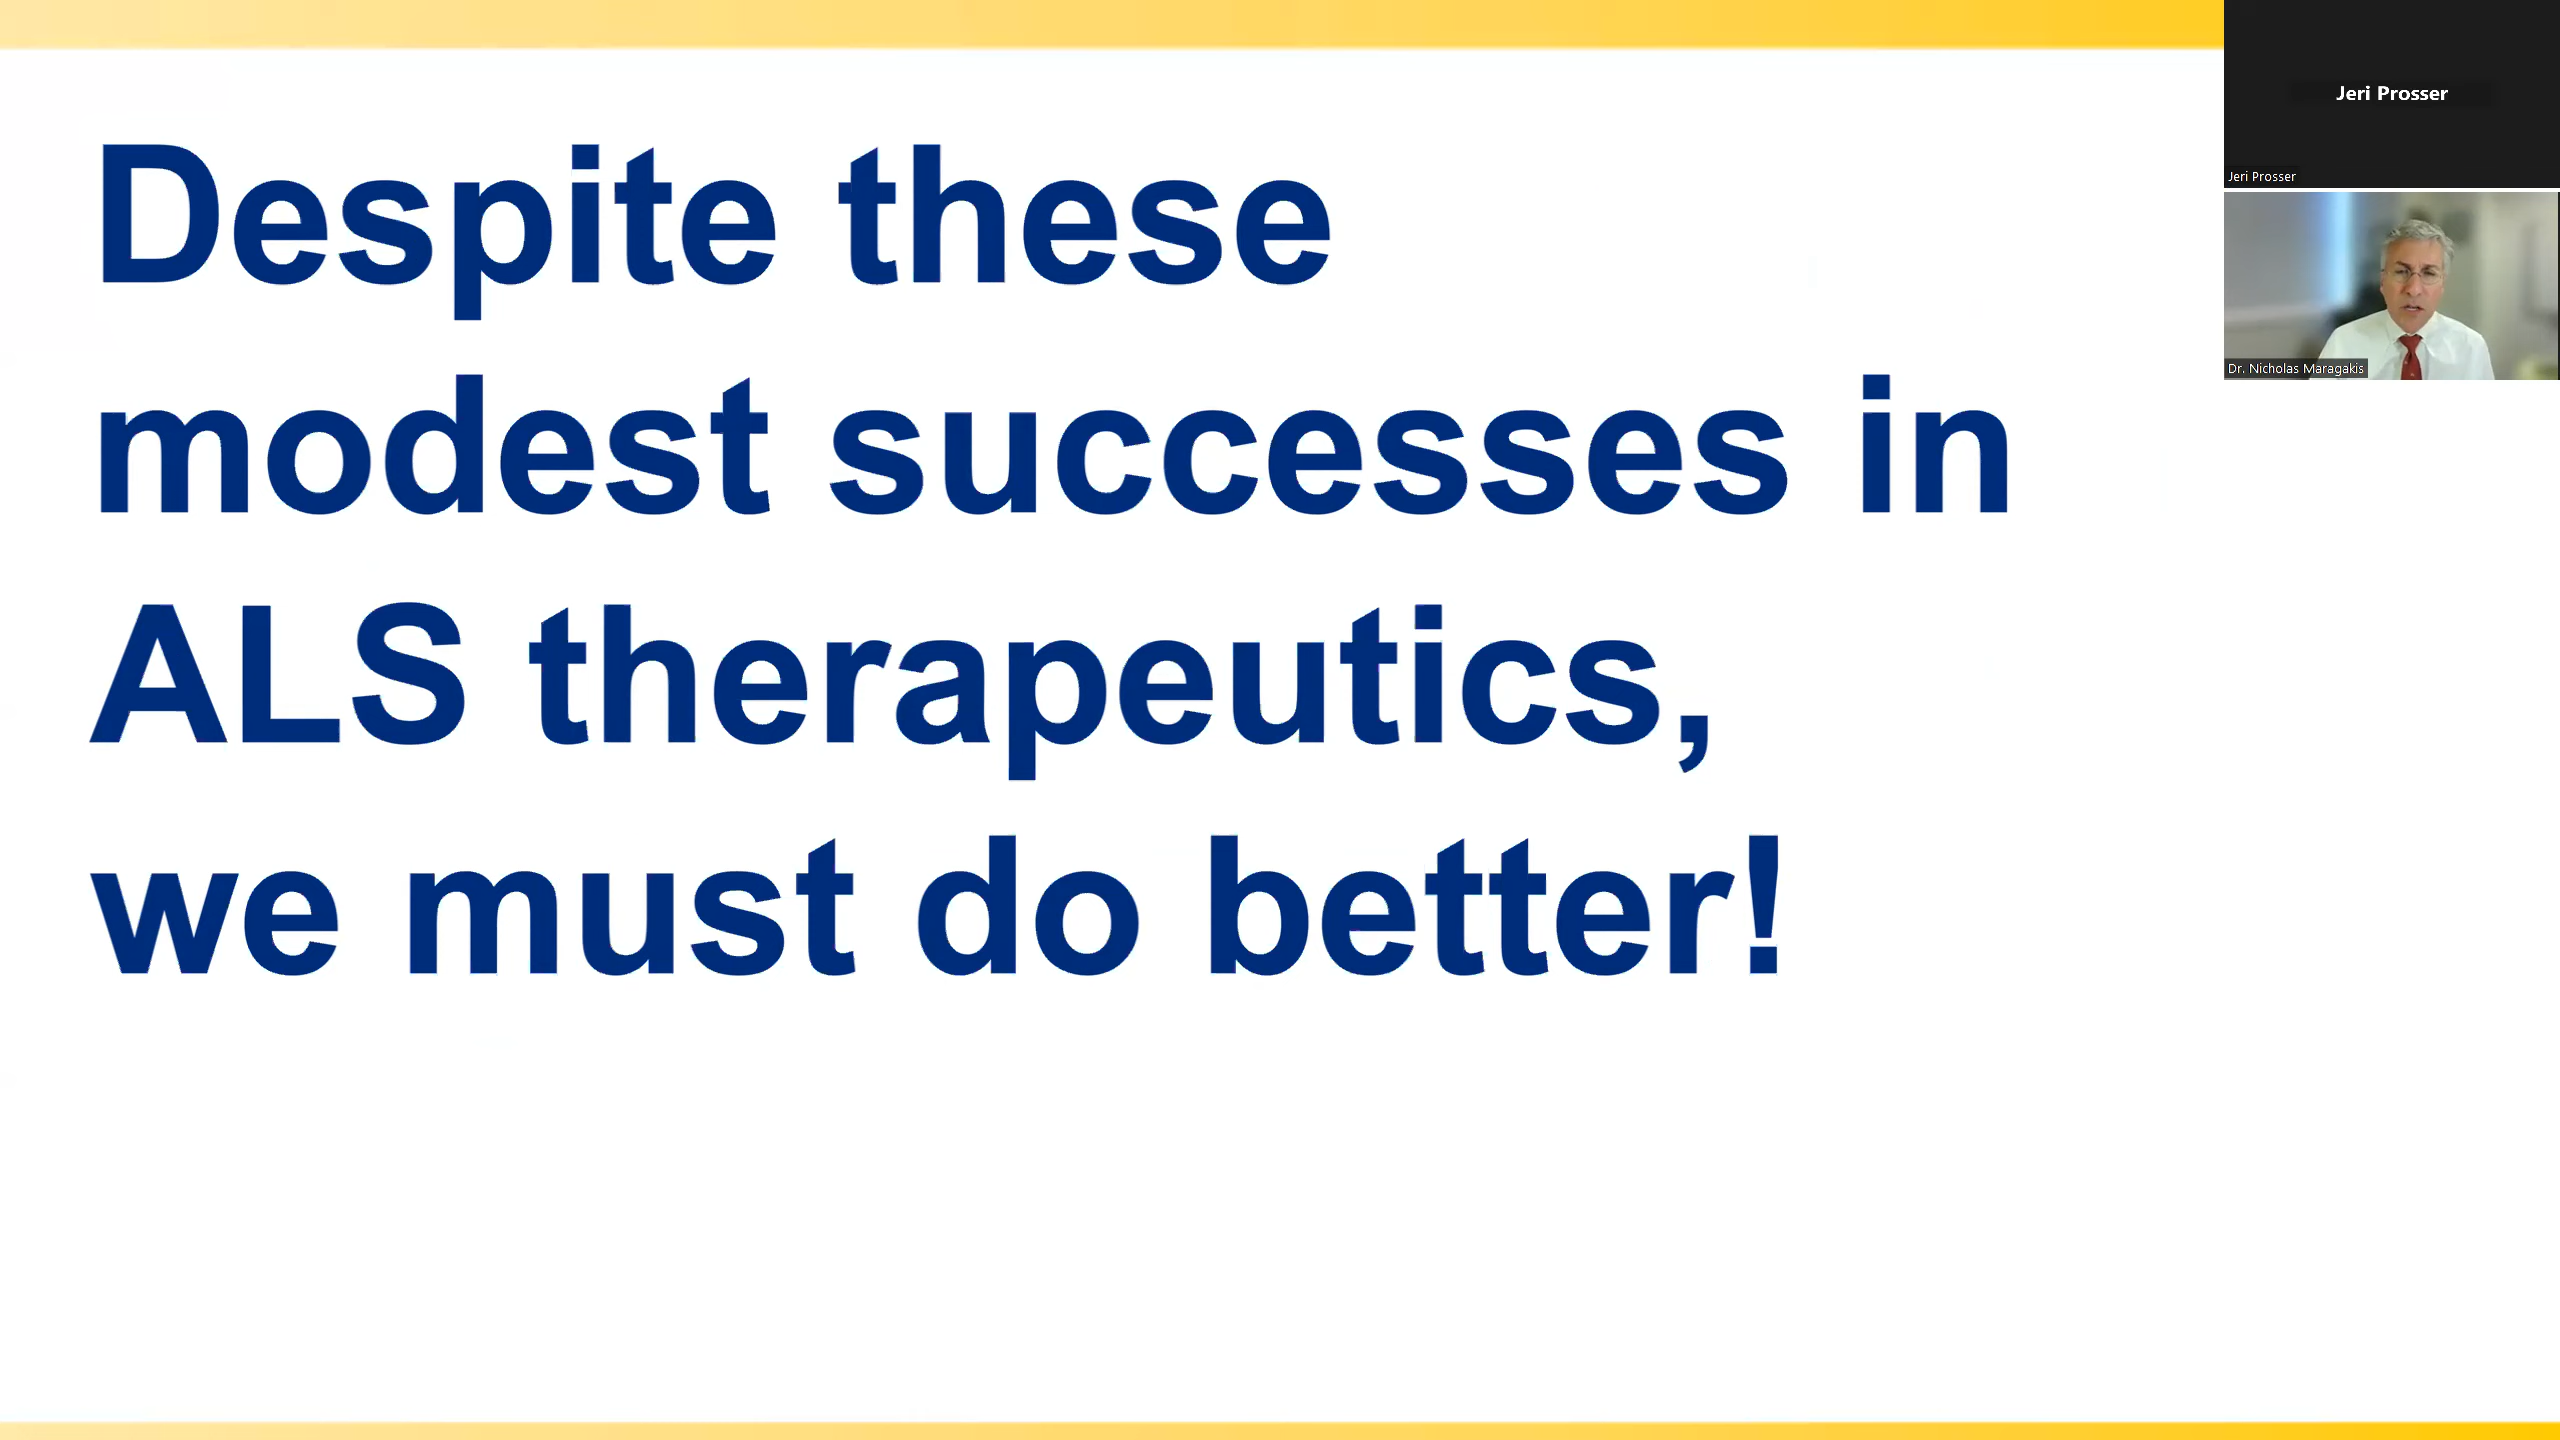 Despite these
modest successes in
ALS therapeutics,
we must do better!
Jeri Prosser
Jeri Prosser
Dr. Nicholas Maragakis